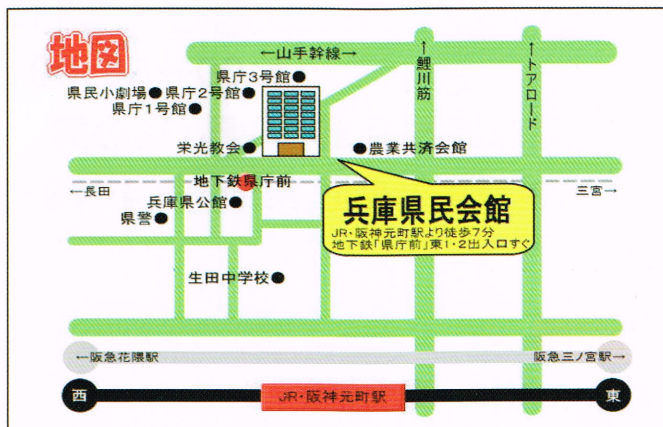 地図
←山手幹線→
↑鯉川筋
↑トアロード
県庁3号館●
県民小劇場●県庁2号館●
県庁1号館●
栄光教会●
●農業共済会館
地下鉄県庁前
←長田
三宮→
兵庫県公館●
県警●
兵庫県民会館
JR・阪神元町駅より徒歩7分
地下鉄「県庁前」東1・2出入口すぐ
生田中学校●
←阪急花隈駅
阪急三ノ宮駅→
西
JR・阪神元町駅
東